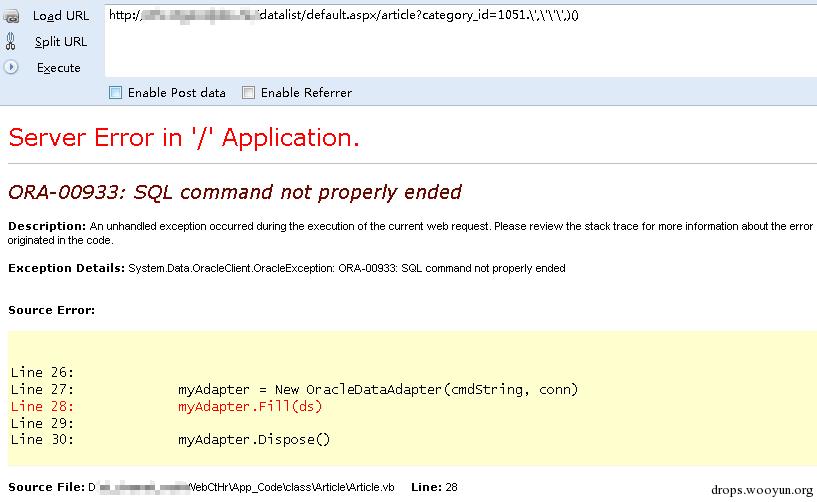 Load URL
http:/ /datalist/default.aspx/article?category_id=1051.\',\'\'\',)()
Split URL
Execute
Enable Post data Enable Referrer
Server Error in '/' Application.
ORA-00933: SQL command not properly ended
Description: An unhandled exception occurred during the execution of the current web request. Please review the stack trace for more information about the error
originated in the code.
Exception Details: System.Data.OracleClient.OracleException: ORA-00933: SQL command not properly ended
Source Error:
Line 26:
Line 27: myAdapter = New OracleDataAdapter(cmdString, conn)
Line 28: myAdapter.Fill(ds)
Line 29:
Line 30: myAdapter.Dispose()
Source File: D \App_Code\class\Article\Article.vb Line: 28
drops.wooyun.org